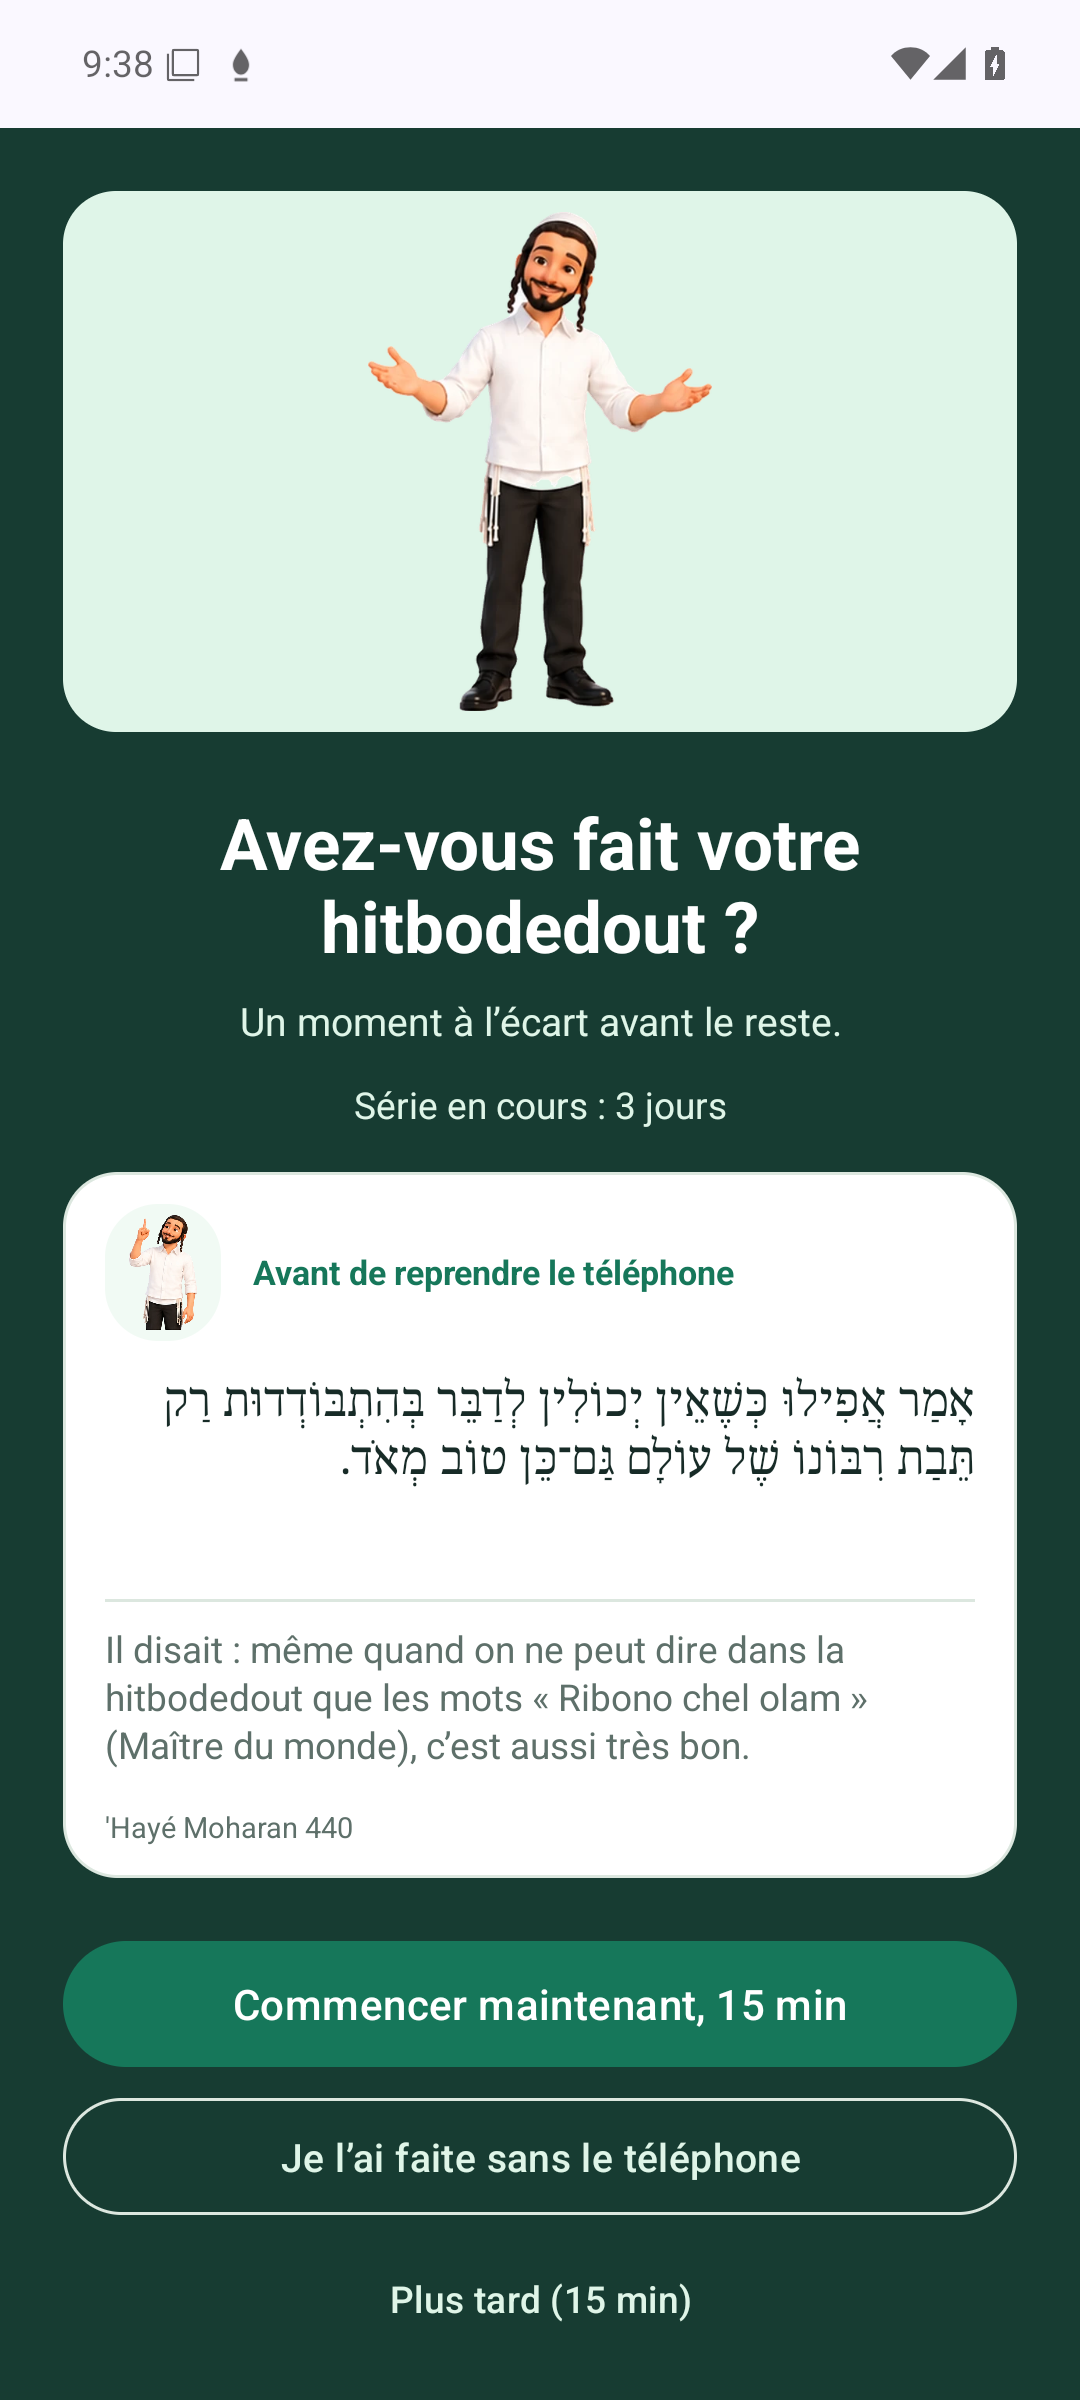 9:38
Avez-vous fait votre
hitbodedout ?
Un moment à l’écart avant le reste.
Série en cours : 3 jours
Avant de reprendre le téléphone
אָמַר אֲפִילוּ כְּשֶׁאֵין יְכוֹלִין לְדַבֵּר בְּהִתְבּוֹדְדוּת רַק
תֵּבַת רִבּוֹנוֹ שֶׁל עוֹלָם גַּם־כֵּן טוֹב מְאֹד.
Il disait : même quand on ne peut dire dans la
hitbodedout que les mots « Ribono chel olam »
(Maître du monde), c’est aussi très bon.
'Hayé Moharan 440
Commencer maintenant, 15 min
Je l’ai faite sans le téléphone
Plus tard (15 min)